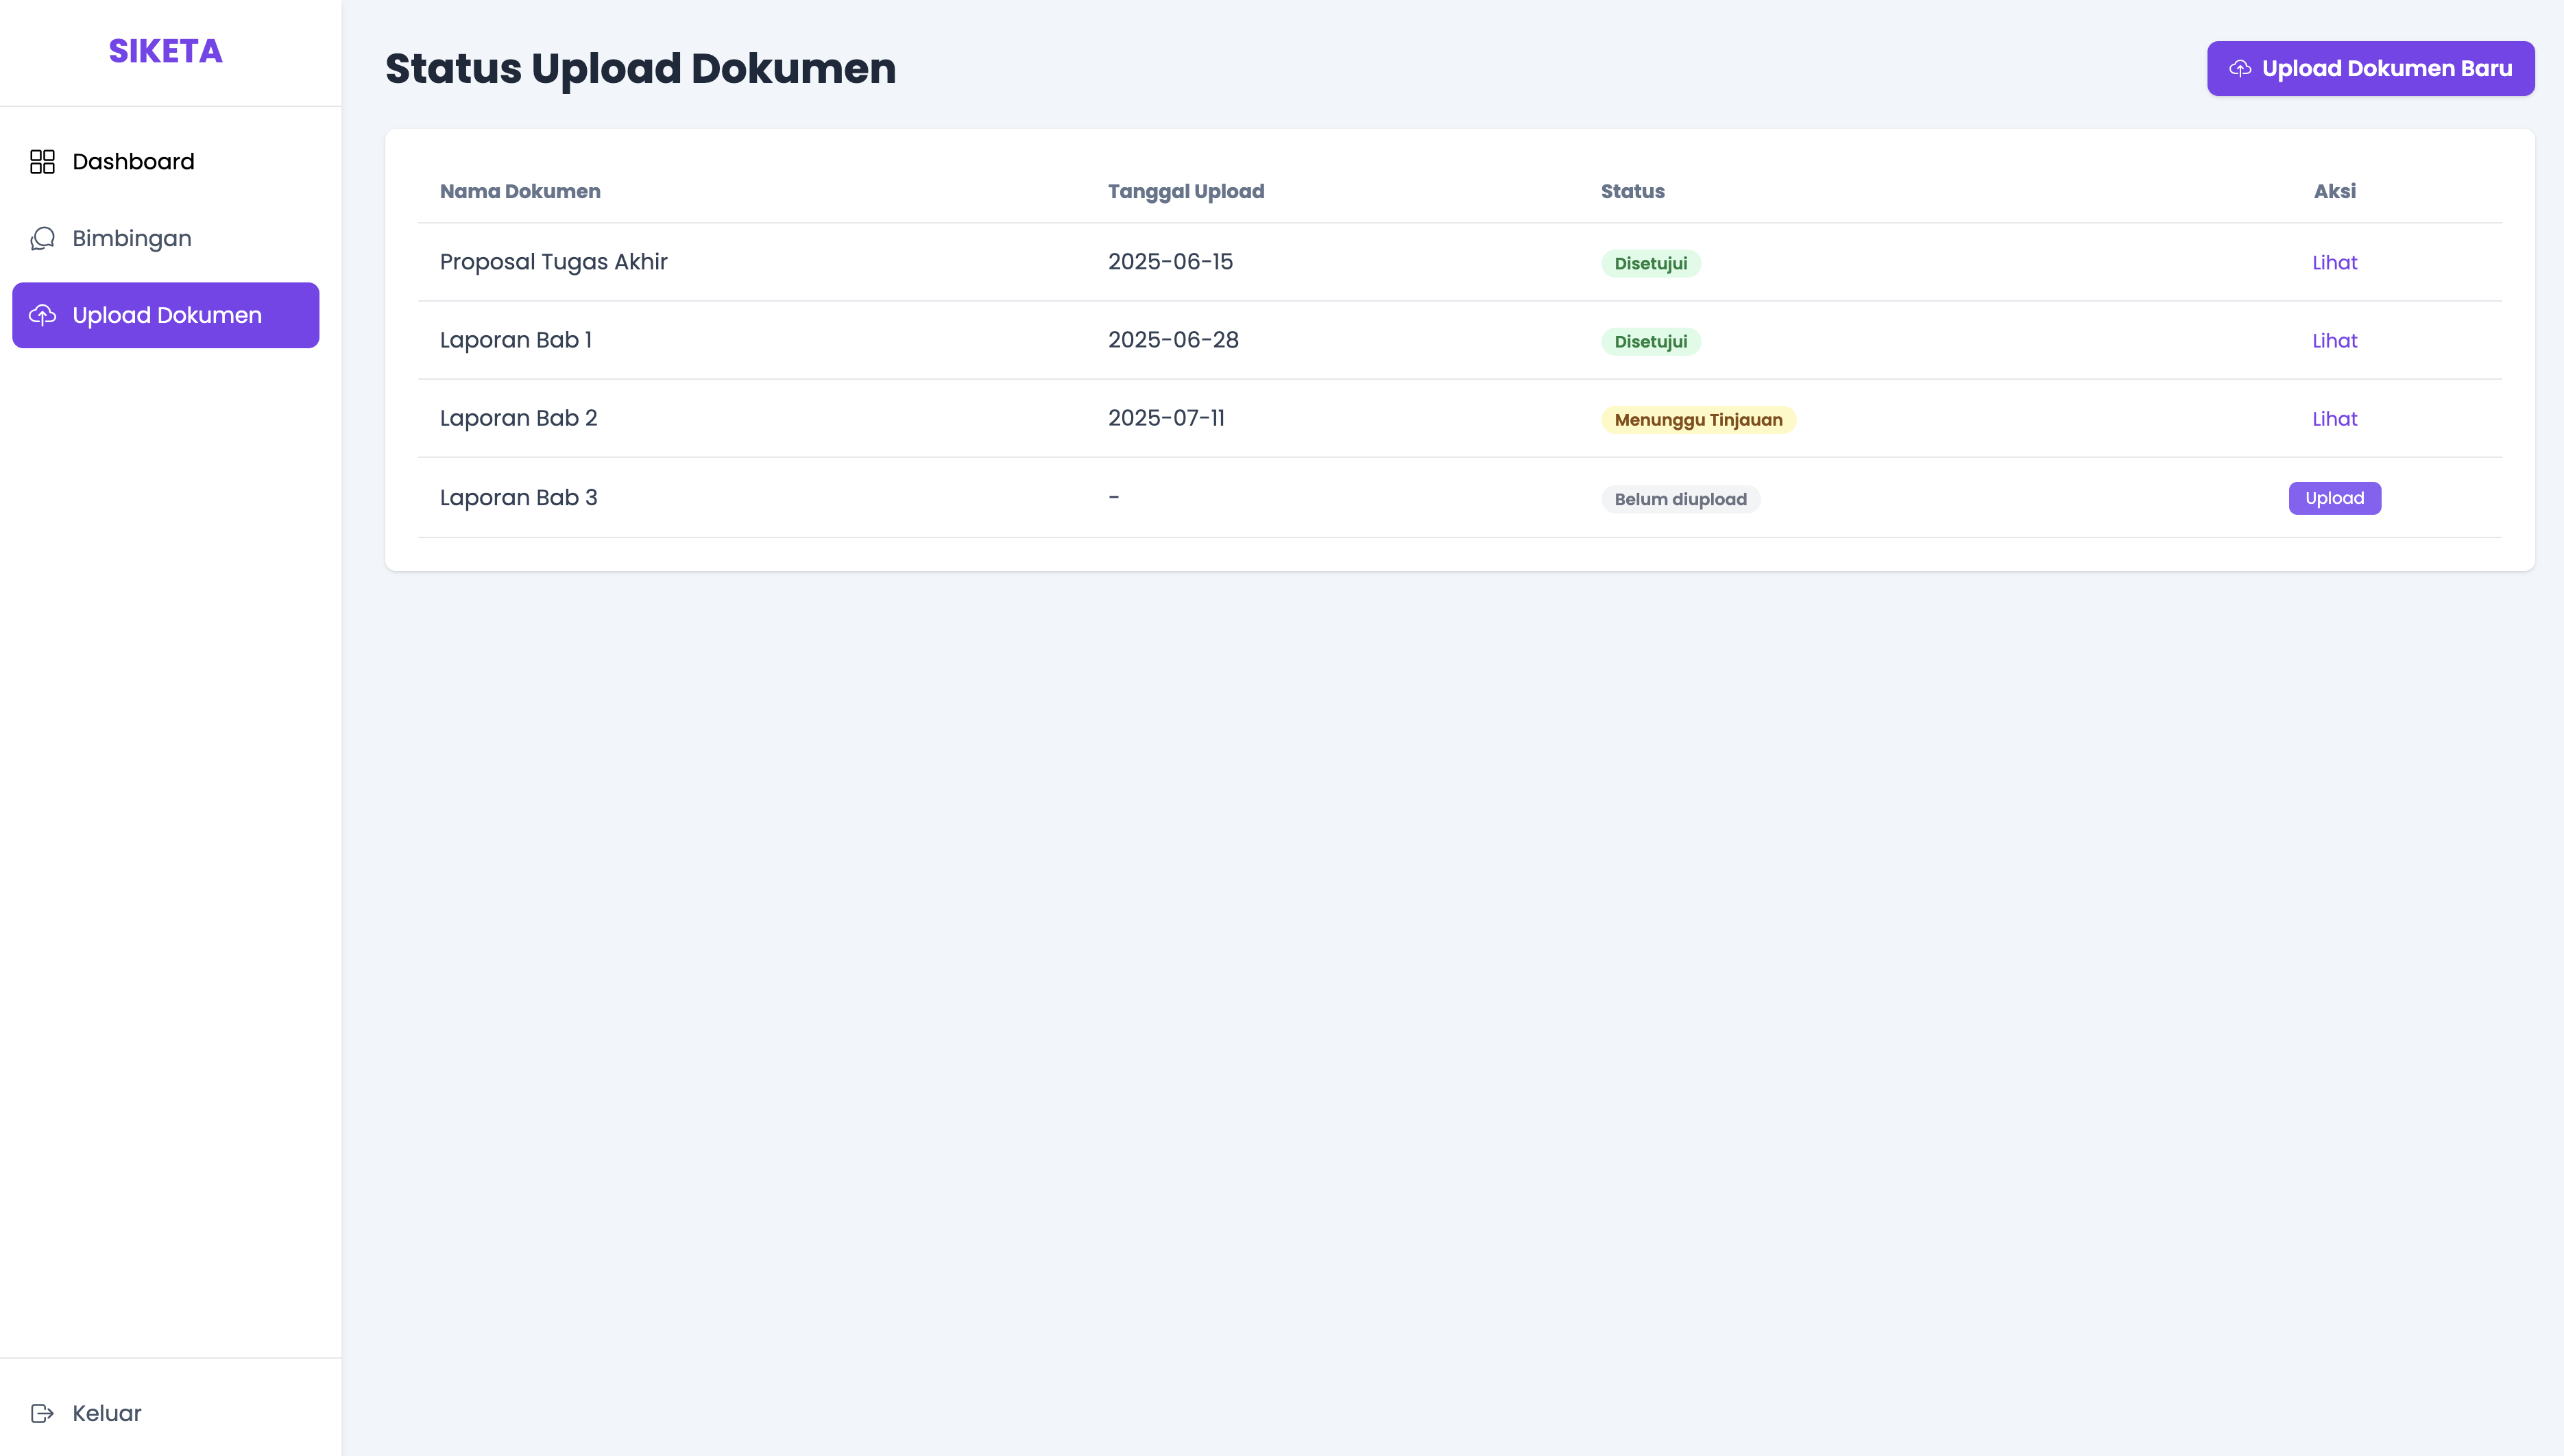 SIKETA
Dashboard
Bimbingan
Upload Dokumen
Keluar
Status Upload Dokumen
Upload Dokumen Baru
Nama Dokumen Tanggal Upload Status Aksi
Proposal Tugas Akhir 2025-06-15 Disetujui Lihat
Laporan Bab 1 2025-06-28 Disetujui Lihat
Laporan Bab 2 2025-07-11 Menunggu Tinjauan Lihat
Laporan Bab 3 - Belum diupload Upload